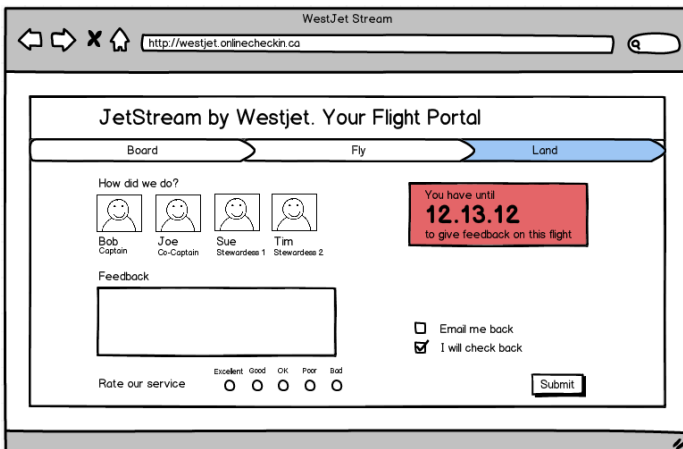 WestJet Stream
http://westjet.onlinecheckin.ca
JetStream by Westjet. Your Flight Portal
Board Fly Land
How did we do?
Bob Joe Sue Tim
Captain Co-Captain Stewardess 1 Stewardess 2
You have until
12.13.12
to give feedback on this flight
Feedback
Email me back
I will check back
Rate our service
Excellent Good OK Poor Bad
Submit